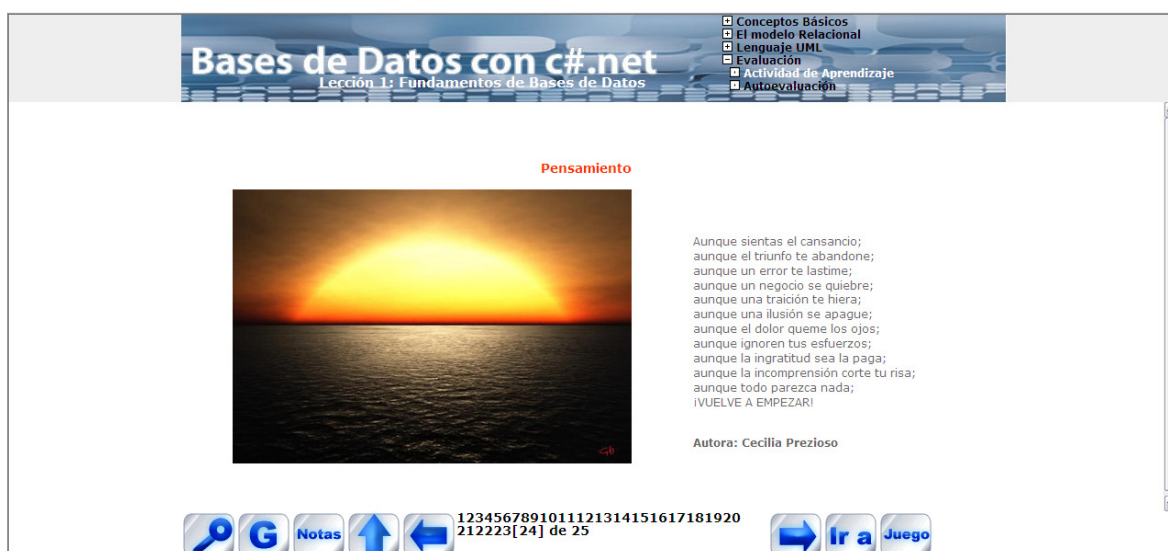 Bases de Datos con c#.net
Lección 1: Fundamentos de Bases de Datos
Conceptos Básicos
El modelo Relacional
Lenguaje UML
Evaluación
Actividad de Aprendizaje
Autoevaluación
Pensamiento
Aunque sientas el cansancio;
aunque el triunfo te abandone;
aunque un error te lastime;
aunque un negocio se quiebre;
aunque una traición te hiera;
aunque una ilusión se apague;
aunque el dolor queme los ojos;
aunque ignoren tus esfuerzos;
aunque la ingratitud sea la paga;
aunque la incomprensión corte tu risa;
aunque todo parezca nada;
¡VUELVE A EMPEZAR!
Autora: Cecilia Prezioso
G
Notas
1234567891011121314151617181920
212223[24] de 25
Ir a
Juego